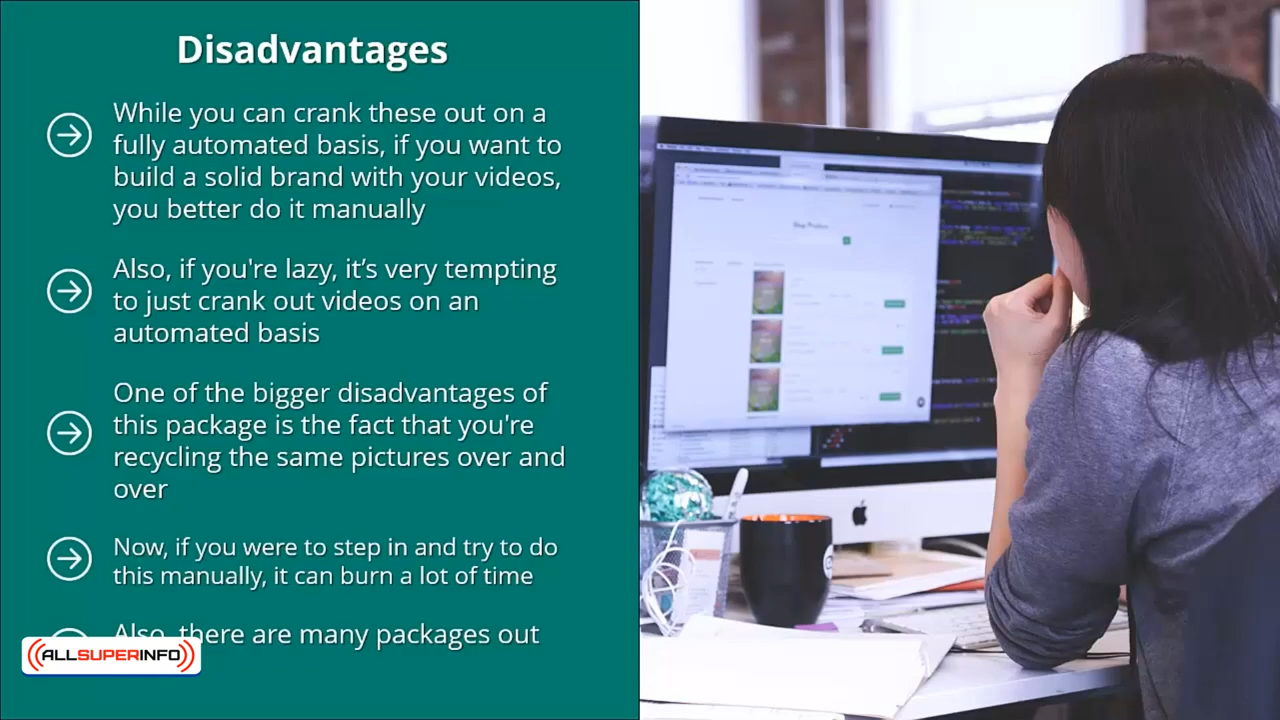 Disadvantages
While you can crank these out on a
fully automated basis, if you want to
build a solid brand with your videos,
you better do it manually
Also, if you're lazy, it’s very tempting
to just crank out videos on an
automated basis
One of the bigger disadvantages of
this package is the fact that you're
recycling the same pictures over and
over
Now, if you were to step in and try to do
this manually, it can burn a lot of time
Also, there are many packages out
ALLSUPERINFO